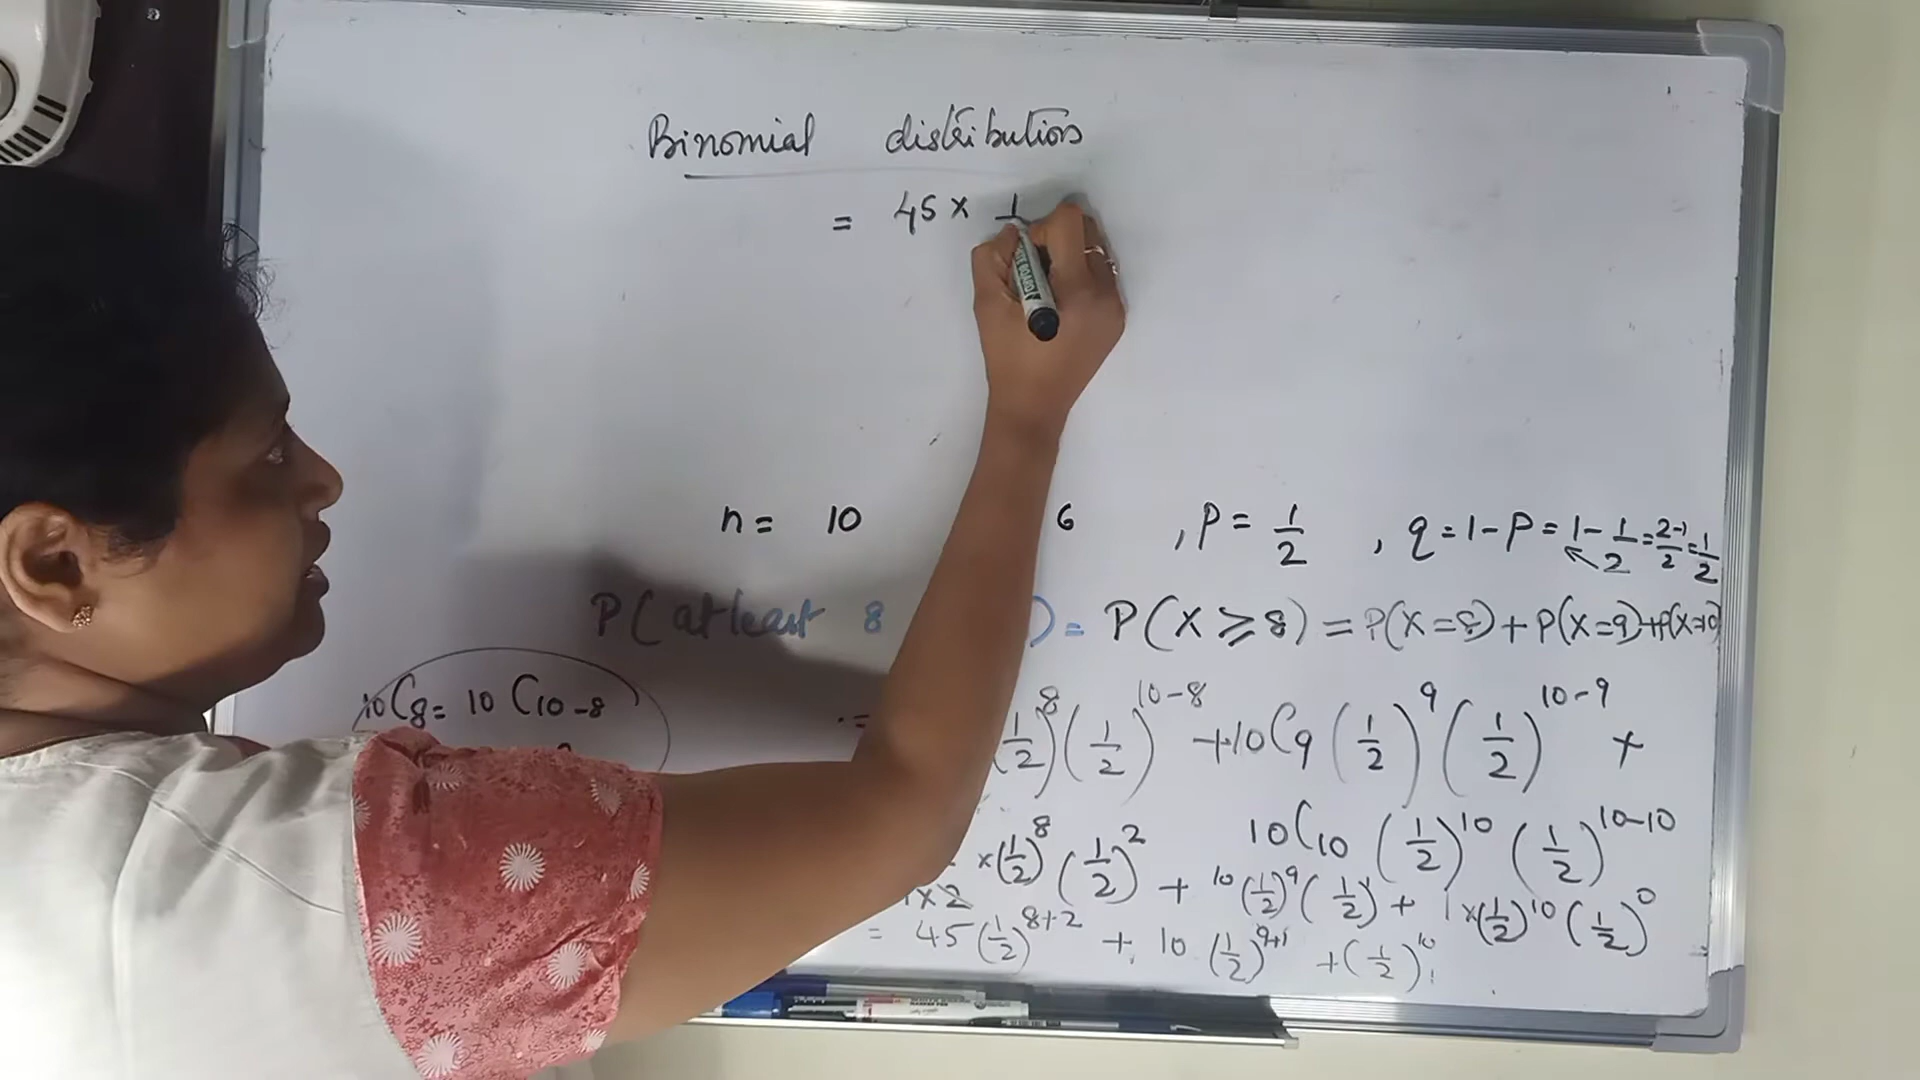 Binomial distribution
= 45 × 1
n = 10 6 , p = 1/2 , q = 1-p = 1 - 1/2 = 2-1/2 = 1/2
P(atleast 8 ) = P(X ≥ 8) = P(X=8) + P(X=9) + P(X=10)
10C8 = 10C10-8
= (1/2)^8 (1/2)^10-8 + 10C9 (1/2)^9 (1/2)^10-9 +
10C10 (1/2)^10 (1/2)^10-10
×2 ×(1/2)^8 (1/2)^2 + 10(1/2)^9 (1/2)^1 + 1×(1/2)^10 (1/2)^0
= 45(1/2)^8+2 + 10 (1/2)^9+1 + (1/2)^10